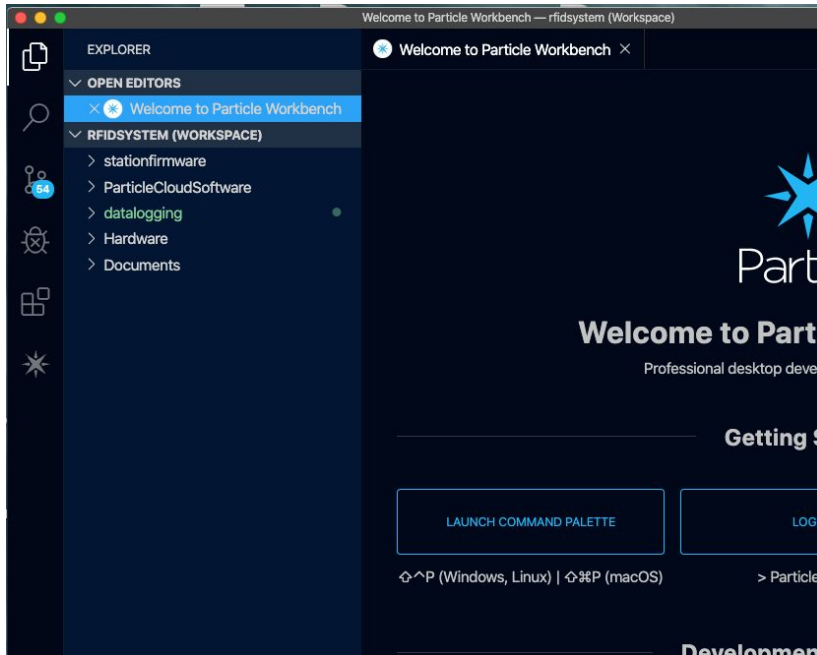 Welcome to Particle Workbench — rfidsystem (Workspace)
EXPLORER
Welcome to Particle Workbench
OPEN EDITORS
Welcome to Particle Workbench
RFIDSYSTEM (WORKSPACE)
stationfirmware
ParticleCloudSoftware
54
datalogging
Hardware
Documents
Part
Welcome to Part
Professional desktop deve
Getting
LAUNCH COMMAND PALETTE
LOG
⇧^P (Windows, Linux) | ⇧⌘P (macOS)
> Particle
Developmen